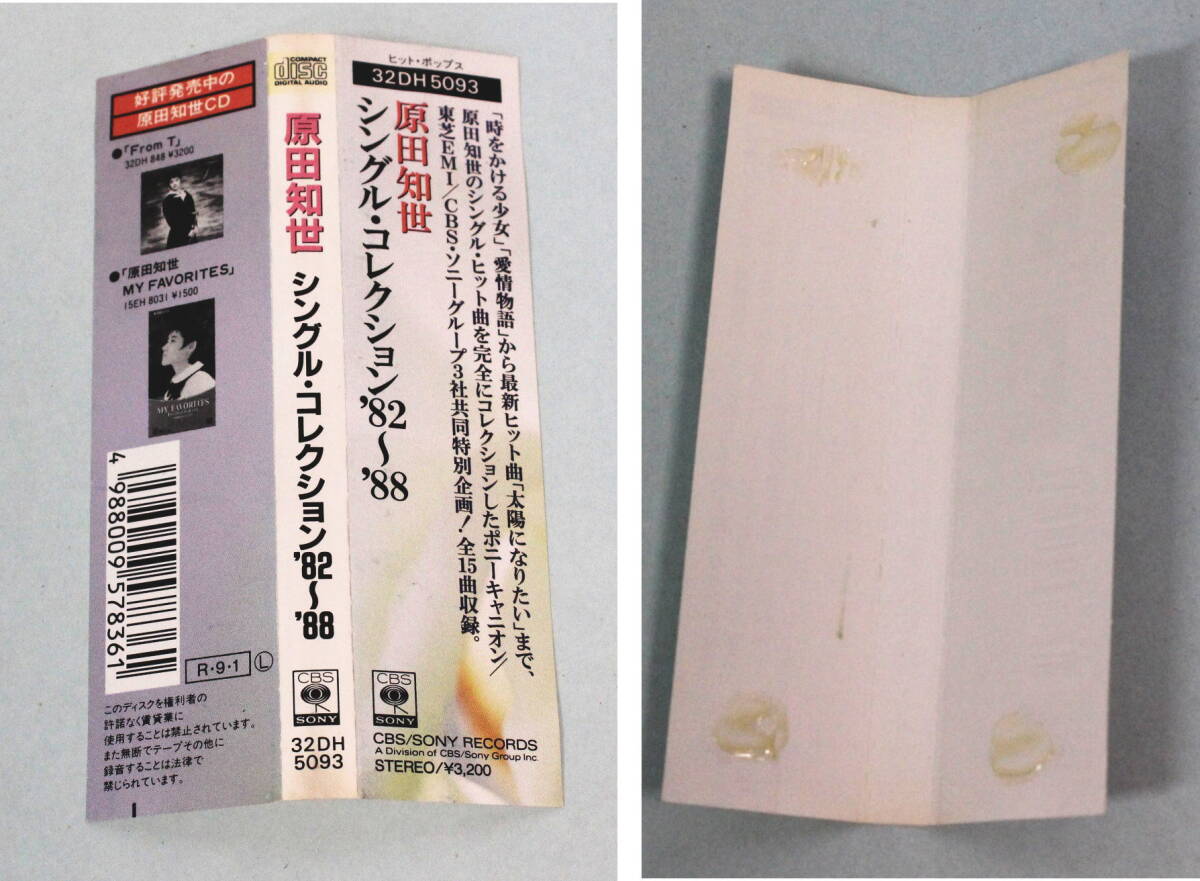 好評発売中の
原田知世CD
●「From T」
32DH 848 ¥3200
●「原田知世
MY FAVORITES」
15EH 8031 ¥1500
MY FAVORITES
4 988009 578361
R・9・1 Ⓛ
このディスクを権利者の
許諾なく賃貸業に
使用することは禁止されています。
また無断でテープその他に
録音することは法律で
禁じられています。
COMPACT
disc
DIGITAL AUDIO
原田知世 シングル・コレクション'82〜'88
CBS
SONY
32DH
5093
ヒット・ポップス
32DH 5093
「時をかける少女」「愛情物語」から最新ヒット曲「太陽になりたい」まで、
原田知世のシングル・ヒット曲を完全にコレクションしたポニーキャニオン/
東芝EMI/CBS・ソニーグループ3社共同特別企画!全15曲収録。
原田知世
シングル・コレクション'82〜'88
CBS
SONY
CBS/SONY RECORDS
A Division of CBS/Sony Group Inc.
STEREO/¥3,200